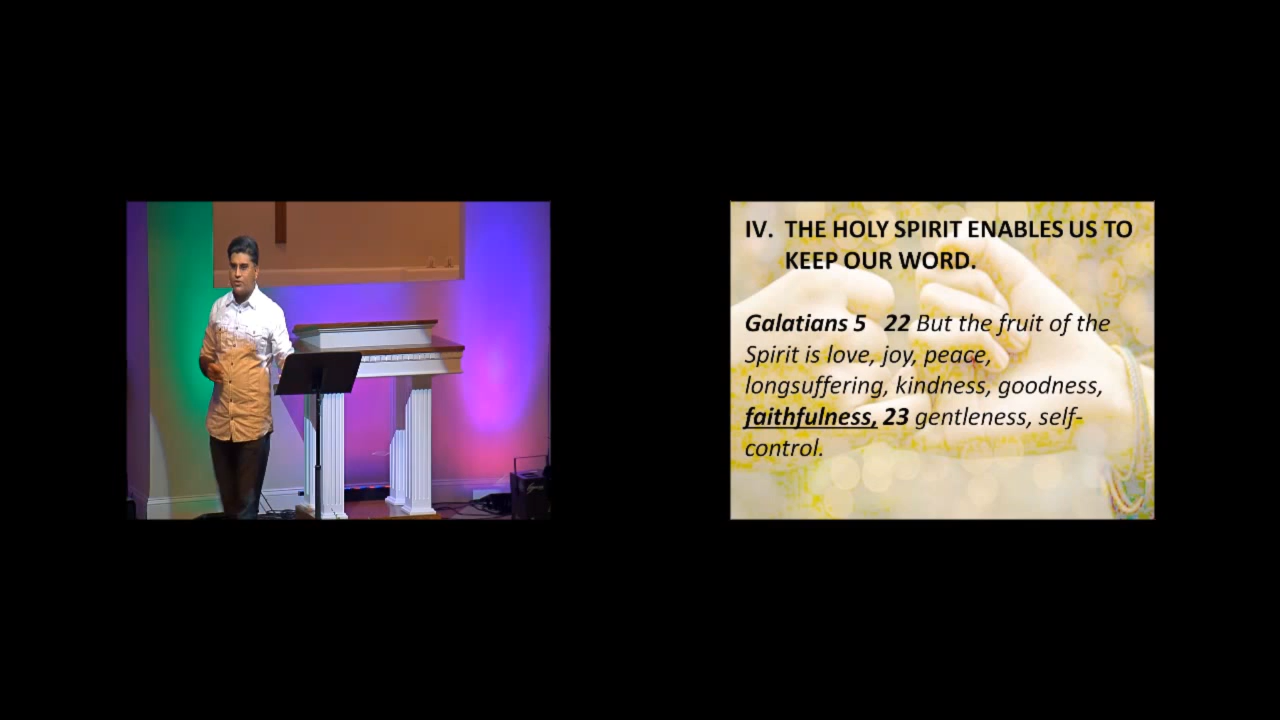 IV. THE HOLY SPIRIT ENABLES US TO
KEEP OUR WORD.
Galatians 5 22 But the fruit of the
Spirit is love, joy, peace,
longsuffering, kindness, goodness,
faithfulness, 23 gentleness, self-
control.